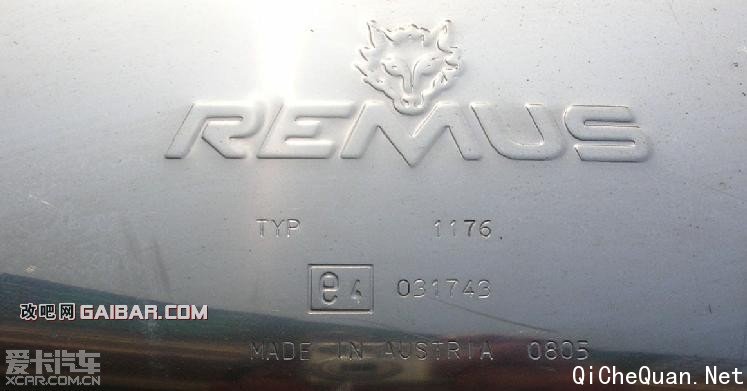 REMUS
TYP 1176
e4 031743
MADE IN AUSTRIA 0805
改吧网GAIBAR.COM
爱卡汽车
XCAR.COM.CN
QiCheQuan.Net